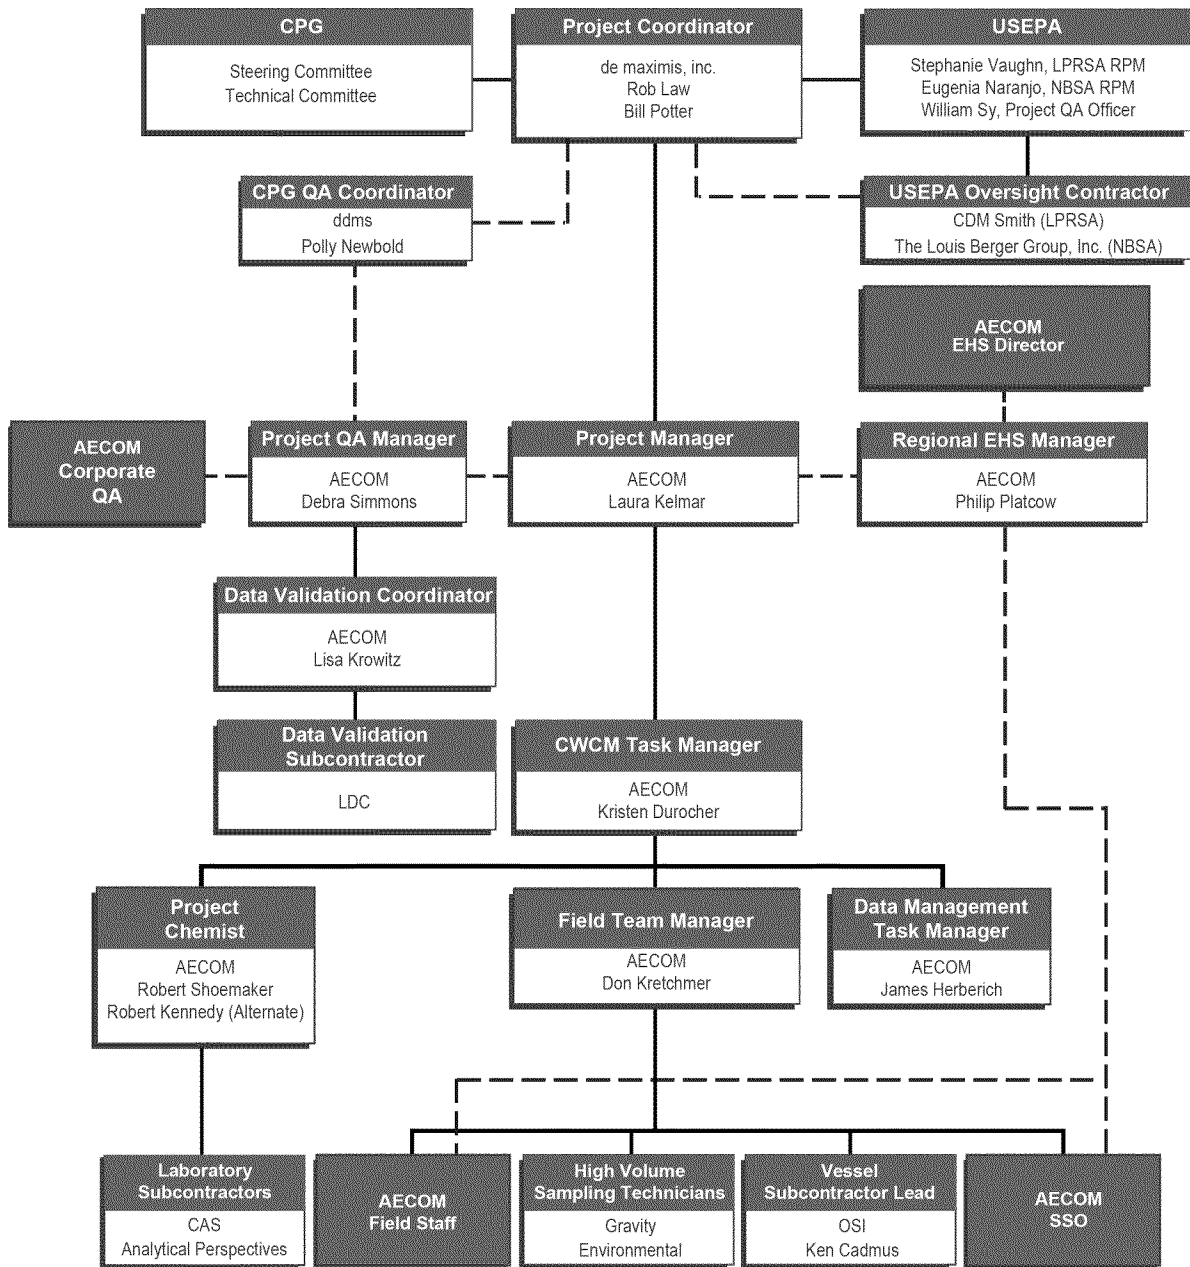 CPG
Steering Committee
Technical Committee
Project Coordinator
de maximis, inc.
Rob Law
Bill Potter
USEPA
Stephanie Vaughn, LPRSA RPM
Eugenia Naranjo, NBSA RPM
William Sy, Project QA Officer
CPG QA Coordinator
ddms
Polly Newbold
USEPA Oversight Contractor
CDM Smith (LPRSA)
The Louis Berger Group, Inc. (NBSA)
AECOM
EHS Director
AECOM
Corporate
QA
Project QA Manager
AECOM
Debra Simmons
Project Manager
AECOM
Laura Kelmar
Regional EHS Manager
AECOM
Philip Platcow
Data Validation Coordinator
AECOM
Lisa Krowitz
Data Validation
Subcontractor
LDC
CWCM Task Manager
AECOM
Kristen Durocher
Project
Chemist
AECOM
Robert Shoemaker
Robert Kennedy (Alternate)
Field Team Manager
AECOM
Don Kretchmer
Data Management
Task Manager
AECOM
James Herberich
Laboratory
Subcontractors
CAS
Analytical Perspectives
AECOM
Field Staff
High Volume
Sampling Technicians
Gravity
Environmental
Vessel
Subcontractor Lead
OSI
Ken Cadmus
AECOM
SSO